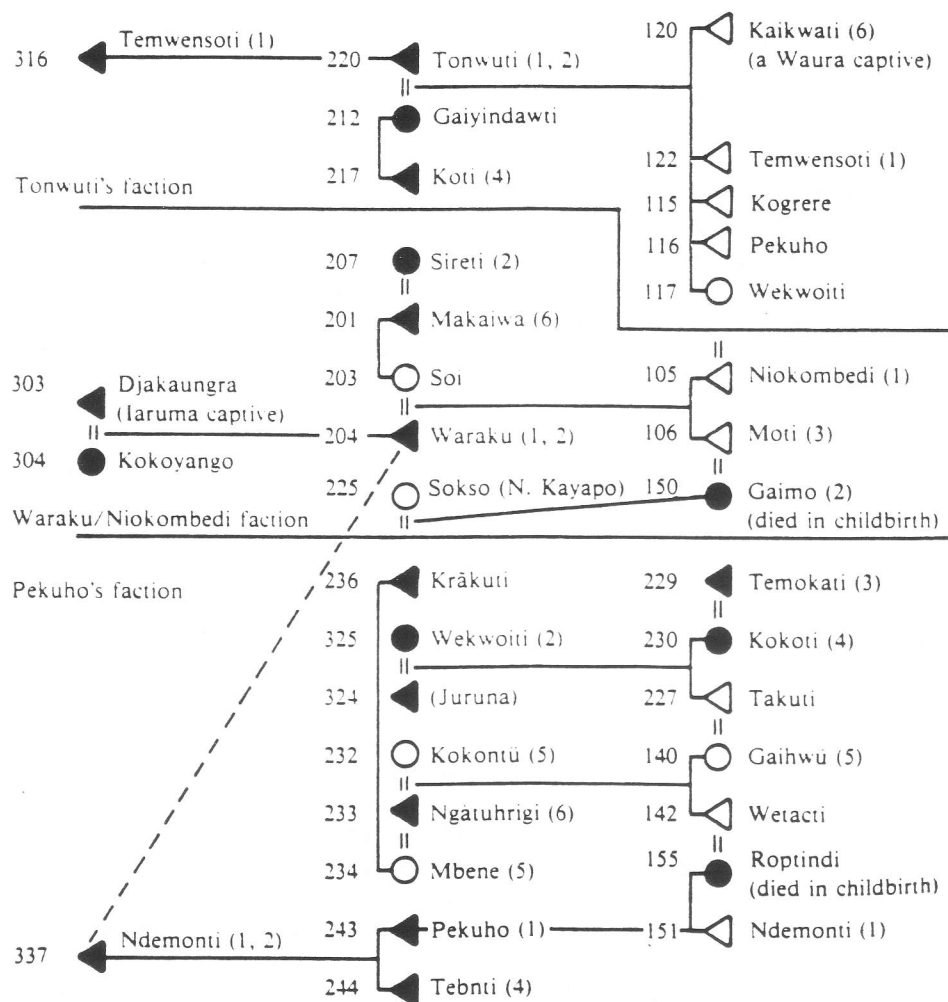 Temwensoti (1)
316
220 Tonwuti (1, 2)
120 Kaikwati (6)
(a Waura captive)
212 Gaiyindawti
217 Koti (4)
122 Temwensoti (1)
115 Kogrere
116 Pekuho
117 Wekwoiti
Tonwuti's faction
207 Sireti (2)
201 Makaiwa (6)
203 Soi
105 Niokombedi (1)
303 Djakaungra
(Iaruma captive)
204 Waraku (1, 2)
106 Moti (3)
304 Kokoyango
225 Sokso (N. Kayapo)
150 Gaimo (2)
(died in childbirth)
Waraku/Niokombedi faction
Pekuho's faction
236 Krãkuti
229 Temokati (3)
325 Wekwoiti (2)
230 Kokoti (4)
324 (Juruna)
227 Takuti
232 Kokontü (5)
140 Gaihwü (5)
233 Ngãtuhrigi (6)
142 Wetacti
234 Mbene (5)
155 Roptindi
(died in childbirth)
337 Ndemonti (1, 2)
243 Pekuho (1)
151 Ndemonti (1)
244 Tebnti (4)